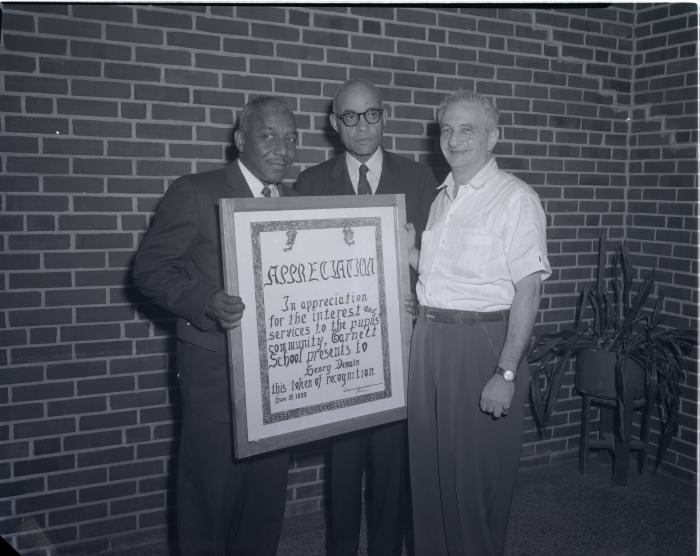 APPRECIATION
In appreciation
for the interest and
services to the pupils'
community, Garnett
School presents to
Henry
this token of recognition.